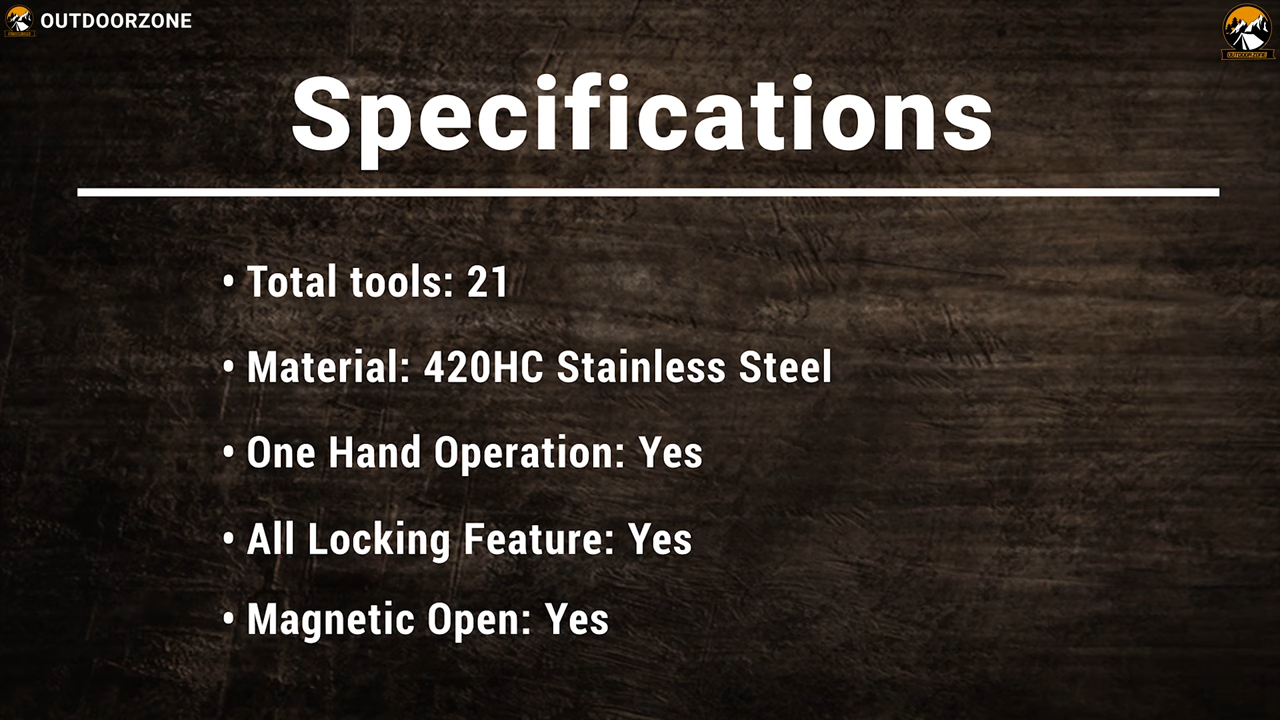 OUTDOORZONE
OUTDOORZONE
Specifications
• Total tools: 21
• Material: 420HC Stainless Steel
• One Hand Operation: Yes
• All Locking Feature: Yes
• Magnetic Open: Yes